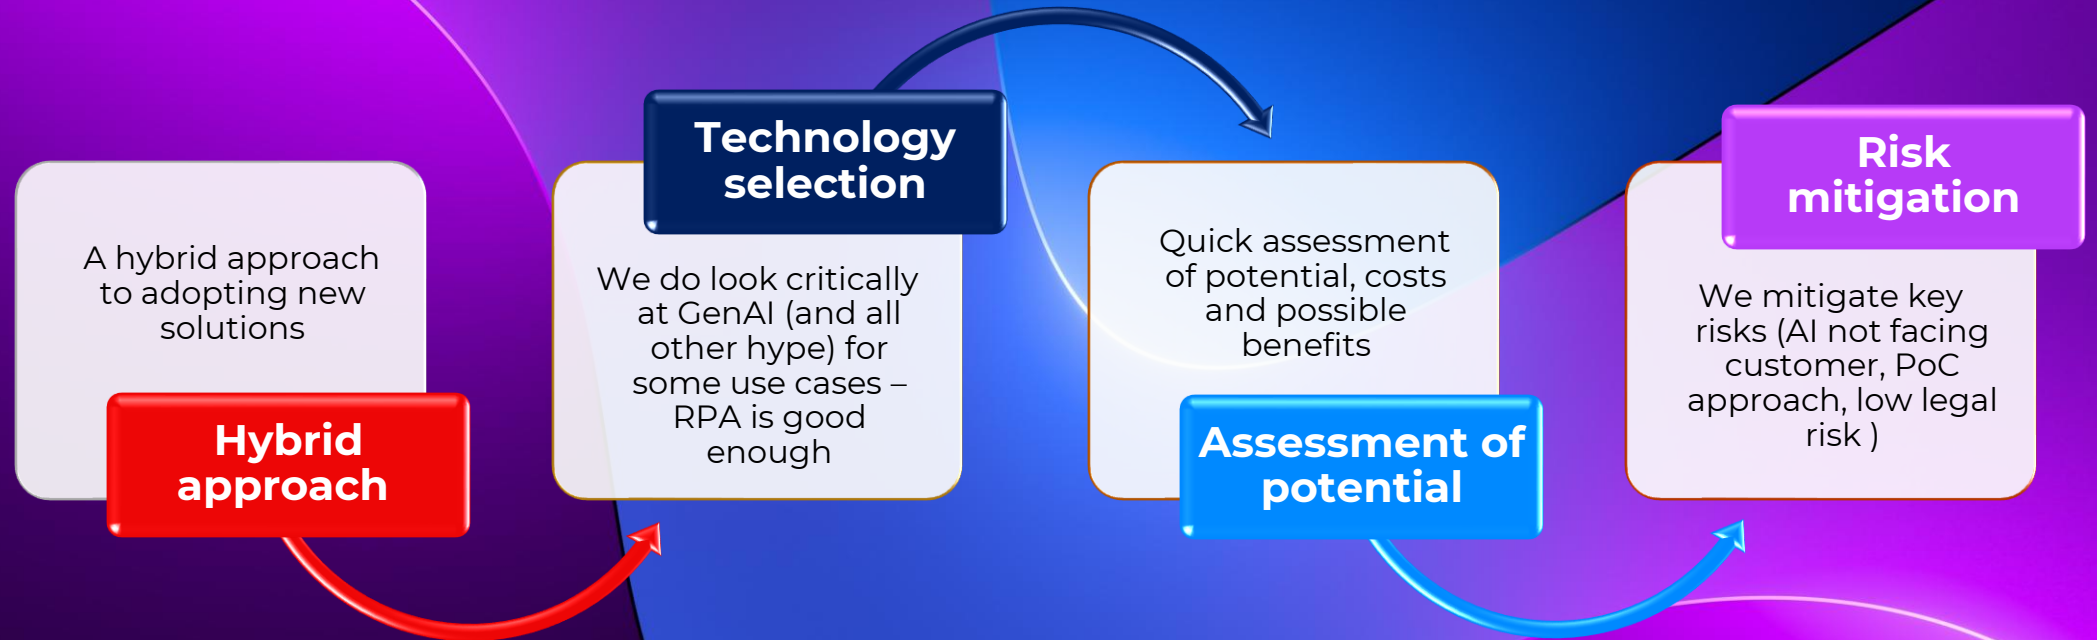 A hybrid approach
to adopting new
solutions
Hybrid
approach
Technology
selection
We do look critically
at GenAI (and all
other hype) for
some use cases –
RPA is good
enough
Quick assessment
of potential, costs
and possible
benefits
Assessment of
potential
Risk
mitigation
We mitigate key
risks (AI not facing
customer, PoC
approach, low legal
risk )